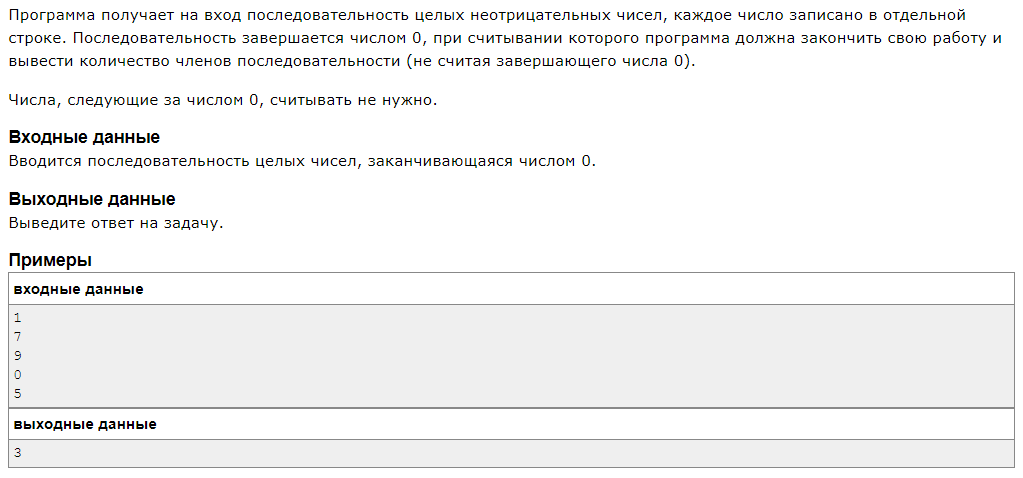 Программа получает на вход последовательность целых неотрицательных чисел, каждое число записано в отдельной
строке. Последовательность завершается числом 0, при считывании которого программа должна закончить свою работу и
вывести количество членов последовательности (не считая завершающего числа 0).
Числа, следующие за числом 0, считывать не нужно.
Входные данные
Вводится последовательность целых чисел, заканчивающаяся числом 0.
Выходные данные
Выведите ответ на задачу.
Примеры
входные данные
1
7
9
0
5
выходные данные
3